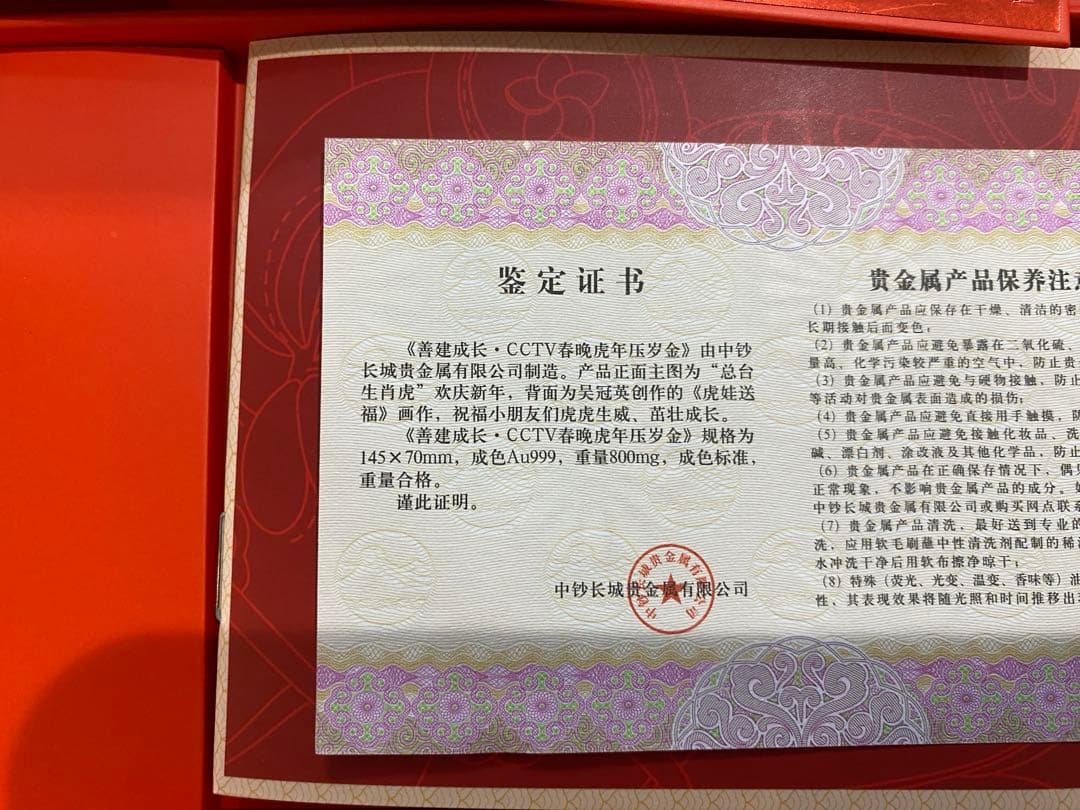 鉴定证书
《善建成长·CCTV春晚虎年压岁金》由中钞
长城贵金属有限公司制造。产品正面主图为“总台
生肖虎”欢庆新年，背面为吴冠英创作的《虎娃送
福》画作，祝福小朋友们虎虎生威、茁壮成长。
《善建成长·CCTV春晚虎年压岁金》规格为
145×70mm，成色Au999，重量800mg，成色标准，
重量合格。
谨此证明。
中钞长城贵金属有限公司
中钞长城贵金属有限公司
贵金属产品保养注意
(1) 贵金属产品应保存在干燥、清洁的密
长期接触后而变色；
(2) 贵金属产品应避免暴露在二氧化硫、
量高、化学污染较严重的空气中，防止贵
(3) 贵金属产品应避免与硬物接触，防止
等活动对贵金属表面造成的损伤；
(4) 贵金属产品应避免直接用手触摸，防
(5) 贵金属产品应避免接触化妆品、洗
碱、漂白剂、涂改液及其他化学品，防止
(6) 贵金属产品在正确保存情况下，偶
正常现象，不影响贵金属产品的成分。如
中钞长城贵金属有限公司或购买网点联系
(7) 贵金属产品清洗，最好送到专业的
洗，应用软毛刷蘸中性清洗剂配制的稀
水冲洗干净后用软布擦净晾干；
(8) 特殊（荧光、光变、温变、香味等）油
性、其表现效果将随光照和时间推移出